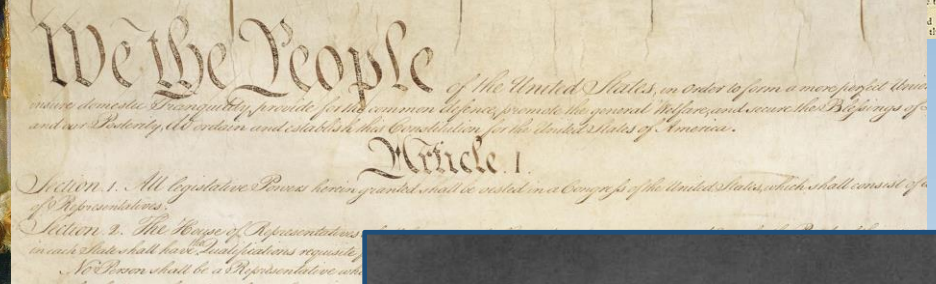 We the People of the United States, in Order to form a more perfect Union
insure domestic Tranquility, provide for the common defence, promote the general Welfare, and secure the Blessings of
and our Posterity, do ordain and establish this Constitution for the United States of America.
Article. I.
Section. 1. All legislative Powers herein granted shall be vested in a Congress of the United States, which shall consist of
of Representatives.
Section. 2. The House of Representatives
in each State shall have the Qualifications requisite
No Person shall be a Representative who